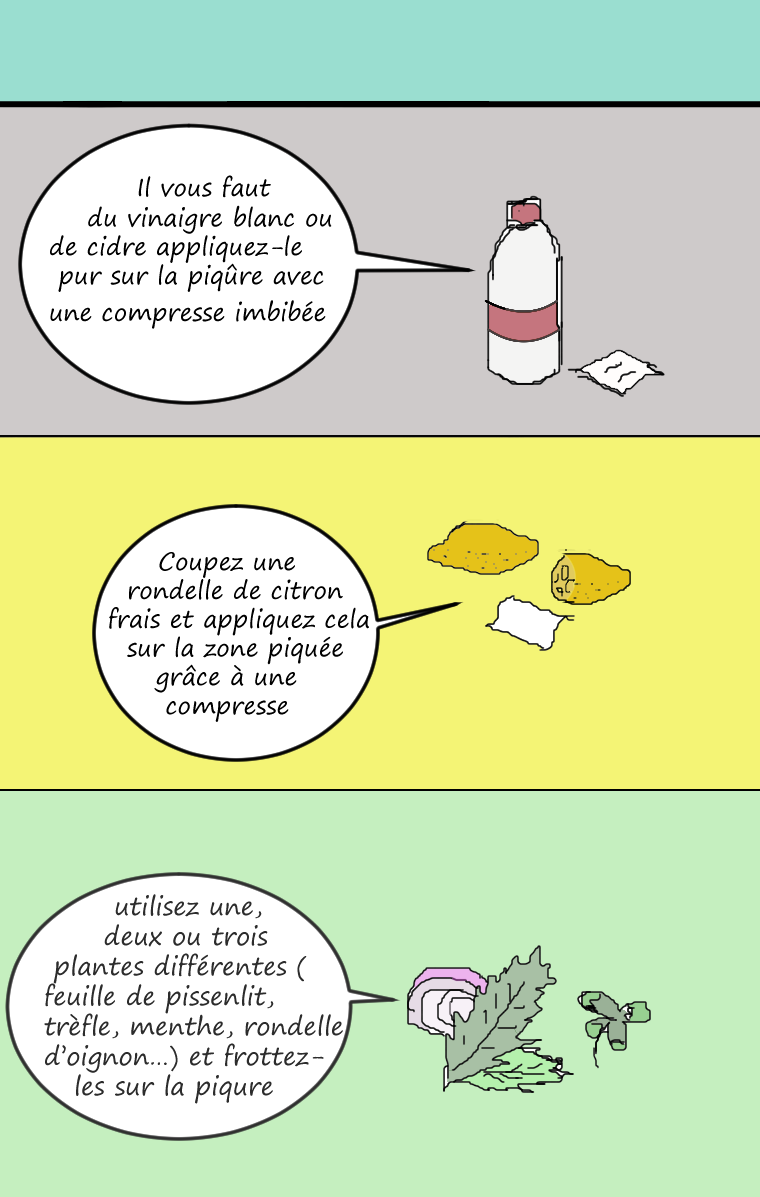 Il vous faut
du vinaigre blanc ou
de cidre appliquez-le
pur sur la piqûre avec
une compresse imbibée
Coupez une
rondelle de citron
frais et appliquez cela
sur la zone piquée
grâce à une
compresse
utilisez une,
deux ou trois
plantes différentes (
feuille de pissenlit,
trèfle, menthe, rondelle
d'oignon...) et frottez-
les sur la piqure